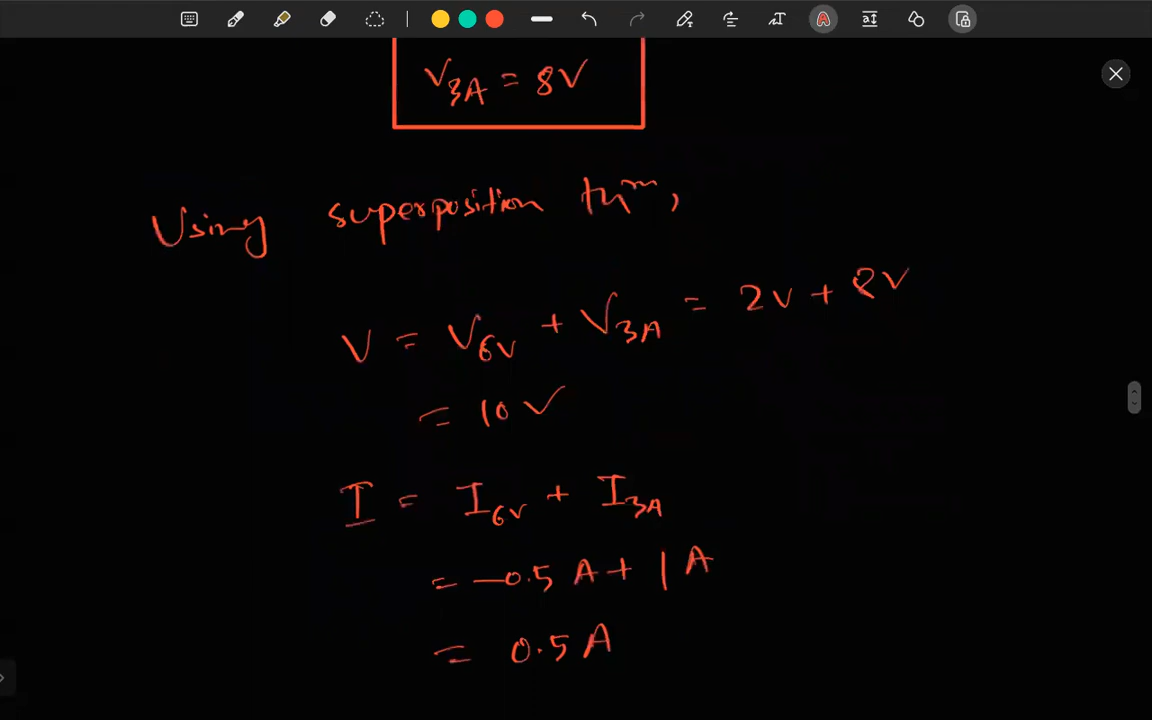 V3A = 8V
Using superposition thm,
V = V6V + V3A = 2V + 8V
= 10V
I = I6V + I3A
= -0.5 A + 1 A
= 0.5 A